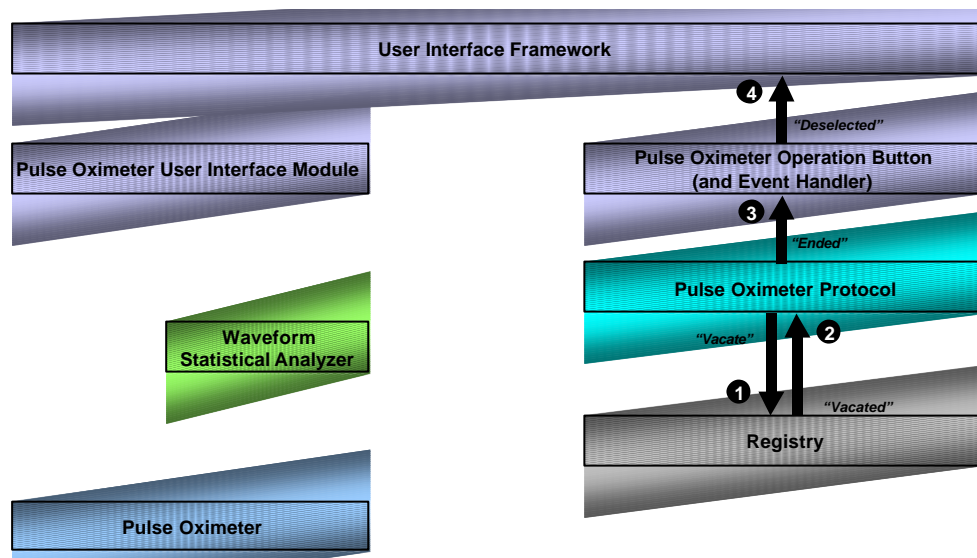 User Interface Framework
4
“Deselected”
Pulse Oximeter User Interface Module
Pulse Oximeter Operation Button
(and Event Handler)
3
“Ended”
Pulse Oximeter Protocol
Waveform
Statistical Analyzer
“Vacate”
2
1
“Vacated”
Registry
Pulse Oximeter